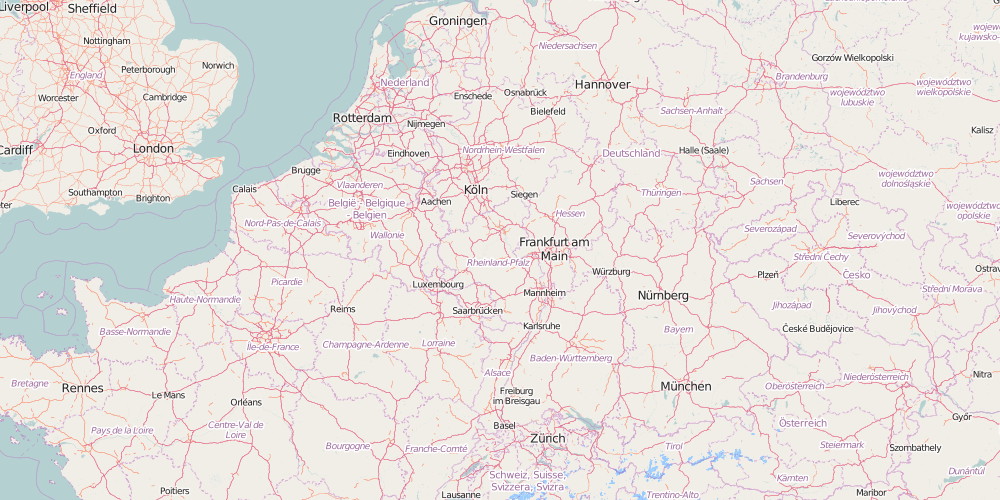 Liverpool
Sheffield
Groningen
Nottingham
Niedersachsen
kujawsko-
Norwich
Peterborough
England
Gorzów Wielkopolski
Nederland
Hannover
Brandenburg
województwo
lubuskie
województwo
wielkopolskie
Worcester
Cambridge
Enschede
Osnabrück
Bielefeld
Sachsen-Anhalt
Rotterdam
Nijmegen
Oxford
Kalisz
Cardiff
London
Eindhoven
Nordrhein-Westfalen
Deutschland
Halle (Saale)
Brugge
Calais
Southampton
Brighton
Vlaanderen
België - Belgique
- Belgien
Aachen
Köln
Siegen
Thüringen
Sachsen
województwo
dolnośląskie
Liberec
województwo
opolskie
Nord-Pas-de-Calais
Wallonie
Hessen
Severozápad
Severovýchod
Frankfurt am
Main
Rheinland-Pfalz
Střední Čechy
Würzburg
Plzeň
Česko
Ostrava
Picardie
Luxembourg
Mannheim
Nürnberg
Střední Morava
Haute-Normandie
Reims
Saarbrücken
Jihozápad
Jihovýchod
Basse-Normandie
Karlsruhe
Bayern
České Budějovice
Île-de-France
Champagne-Ardenne
Lorraine
Baden-Württemberg
Alsace
Bretagne
Rennes
Le Mans
Orléans
Freiburg
im Breisgau
München
Oberösterreich
Niederösterreich
Nitra
Győr
Pays de la Loire
Centre-Val de
Loire
Basel
Zürich
Österreich
Bourgogne
Franche-Comté
Tirol
Steiermark
Szombathely
Schweiz, Suisse,
Svizzera, Svizra
Kärnten
Dunántúl
Poitiers
Lausanne
Trentino-Alto
Maribor